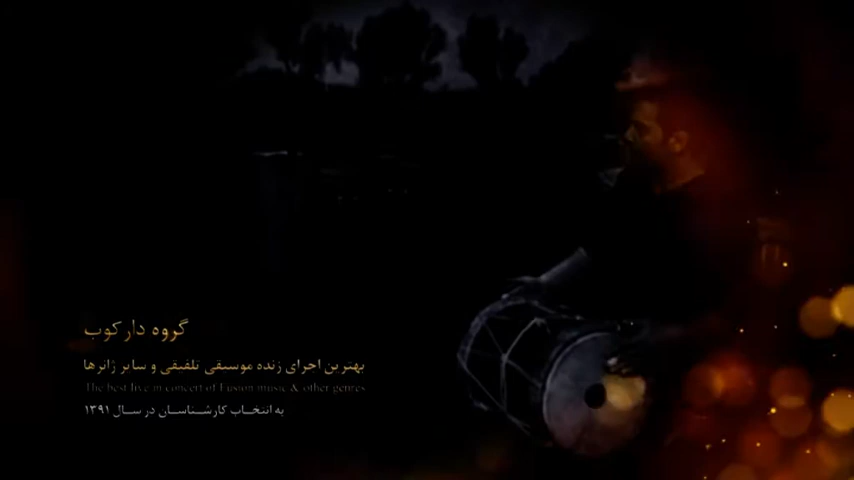 گروه دارکوب
بهترین اجرای زنده موسیقی تلفیقی و سایر ژانرها
The best live in concert of Fusion music & other genres
به انتخاب کارشناسان در سال ۱۳۹۱